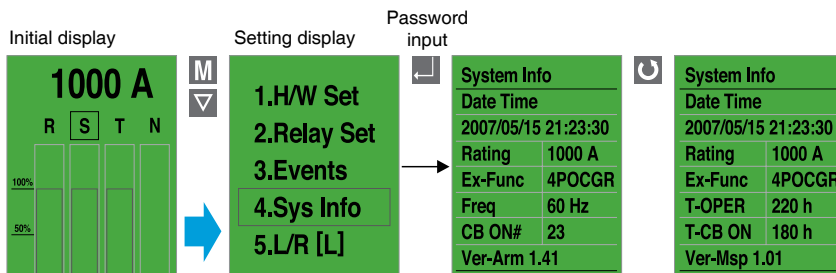 Initial display
1000 A
R S T N
100%
50%
M
Setting display
1.H/W Set
2.Relay Set
3.Events
4.Sys Info
5.L/R [L]
Password
input
System Info
Date Time
2007/05/15 21:23:30
Rating 1000 A
Ex-Func 4POCGR
Freq 60 Hz
CB ON# 23
Ver-Arm 1.41
System Info
Date Time
2007/05/15 21:23:30
Rating 1000 A
Ex-Func 4POCGR
T-OPER 220 h
T-CB ON 180 h
Ver-Msp 1.01